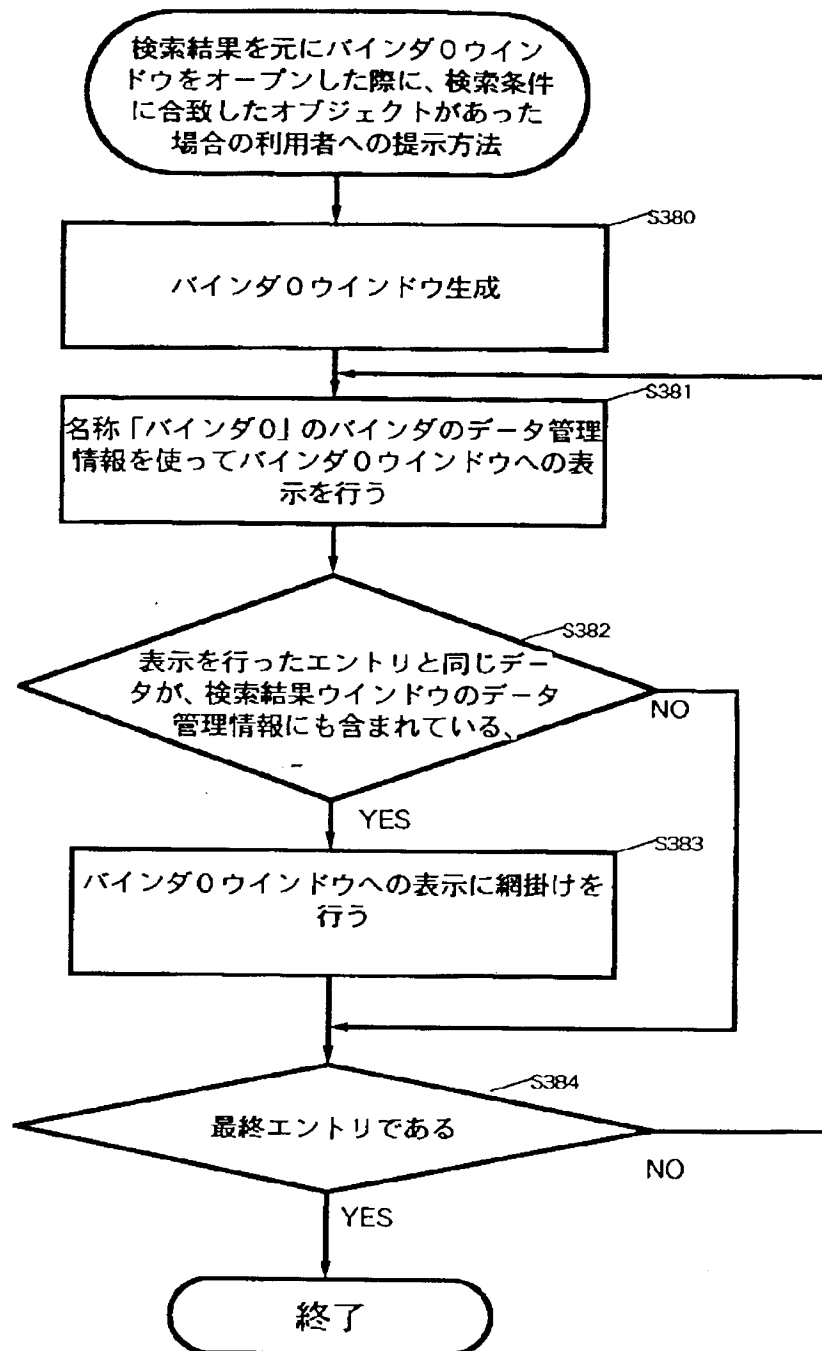 検索結果を元にバインダ0ウイン
ドウをオープンした際に、検索条件
に合致したオブジェクトがあった
場合の利用者への提示方法
S380
バインダ0ウインドウ生成
S381
名称「バインダ0」のバインダのデータ管理
情報を使ってバインダ0ウインドウへの表
示を行う
S382
表示を行ったエントリと同じデー
タが、検索結果ウインドウのデータ
管理情報にも含まれている、
NO
YES
S383
バインダ0ウインドウへの表示に網掛けを
行う
S384
最終エントリである
NO
YES
終了